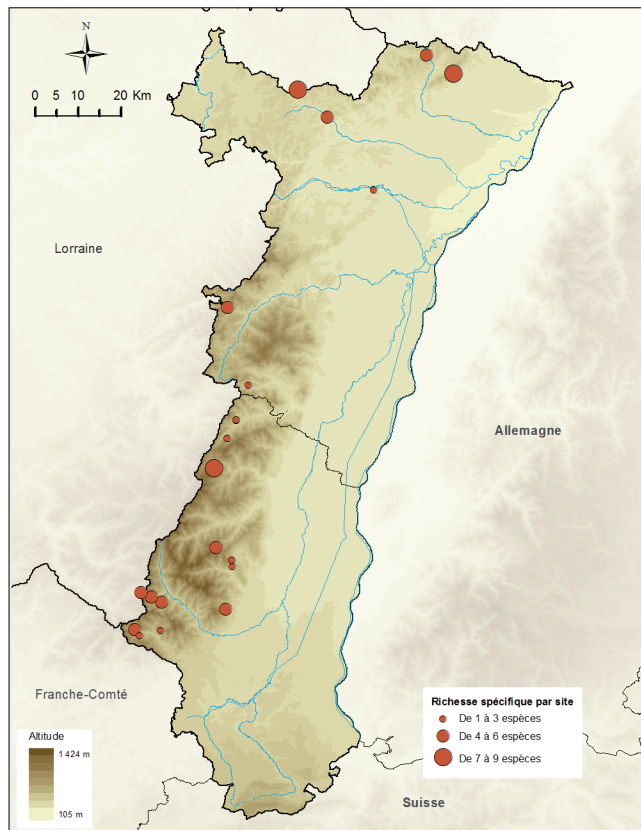 N
0 5 10 20 Km
Lorraine
Allemagne
Franche-Comté
Suisse
Richesse spécifique par site
De 1 à 3 espèces
De 4 à 6 espèces
De 7 à 9 espèces
Altitude
1 424 m
105 m